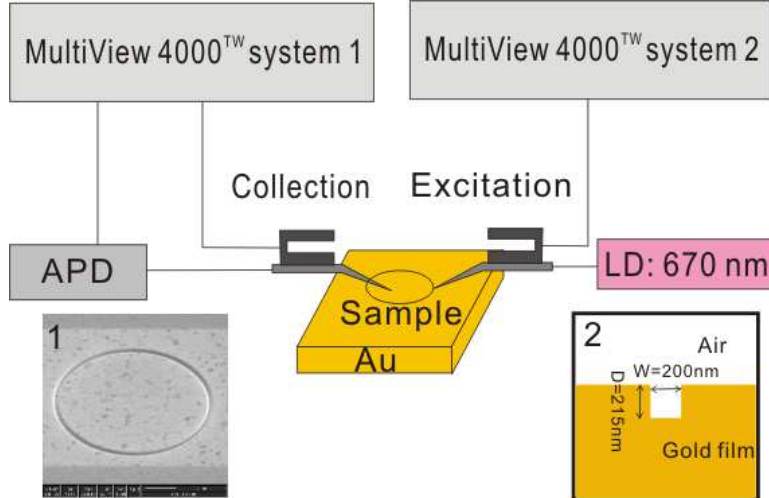 MultiView 4000TW system 1
MultiView 4000TW system 2
Collection
Excitation
APD
LD: 670 nm
Sample
Au
1
2
Air
W=200nm
D=215nm
Gold film